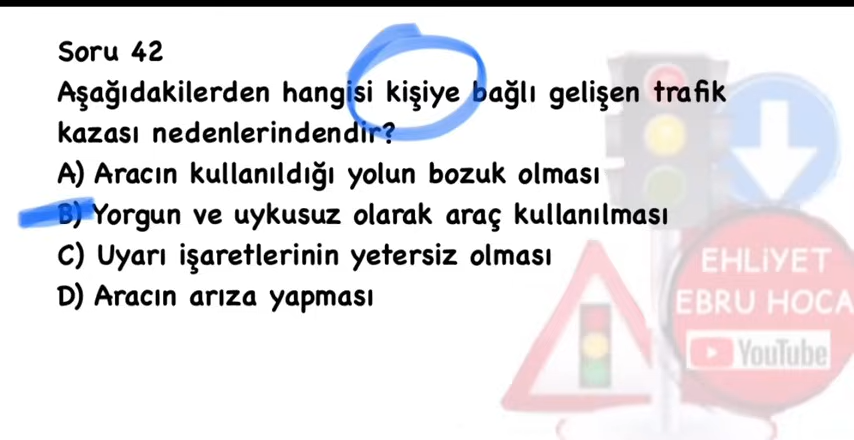 Soru 42
Aşağıdakilerden hangisi kişiye bağlı gelişen trafik
kazası nedenlerindendir?
A) Aracın kullanıldığı yolun bozuk olması
B) Yorgun ve uykusuz olarak araç kullanılması
C) Uyarı işaretlerinin yetersiz olması
D) Aracın arıza yapması
EHLİYET
EBRU HOCA
YouTube